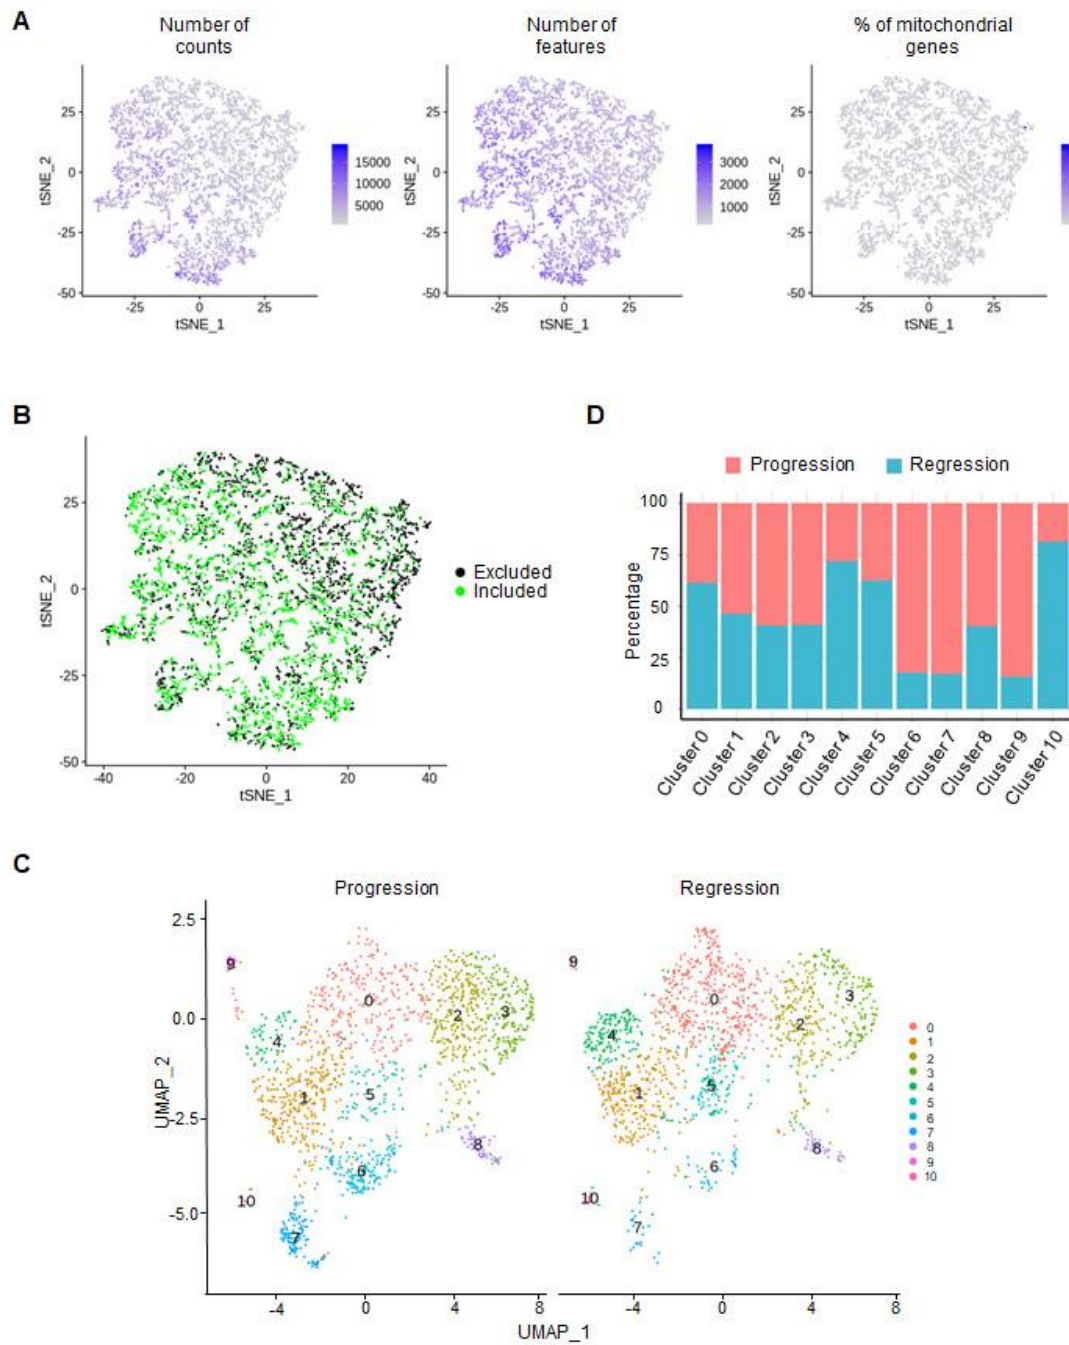 A
Number of
counts
Number of
features
% of mitochondrial
genes
25
0
-25
-50
tSNE_2
-25
0
25
tSNE_1
15000
10000
5000
25
0
-25
-50
tSNE_2
-25
0
25
tSNE_1
3000
2000
1000
25
0
-25
-50
tSNE_2
-25
0
25
tSNE_1
B
25
0
-25
-50
tSNE_2
-40
-20
0
20
40
tSNE_1
Excluded
Included
D
Progression
Regression
100
75
50
25
0
Percentage
Cluster 0
Cluster 1
Cluster 2
Cluster 3
Cluster 4
Cluster 5
Cluster 6
Cluster 7
Cluster 8
Cluster 9
Cluster 10
C
Progression
Regression
2.5
0.0
-2.5
-5.0
UMAP_2
9
0
2
3
4
5
1
8
6
10
7
9
0
3
2
4
5
1
8
6
10
7
0
1
2
3
4
5
6
7
8
9
10
-4
0
4
8
-4
0
4
8
UMAP_1